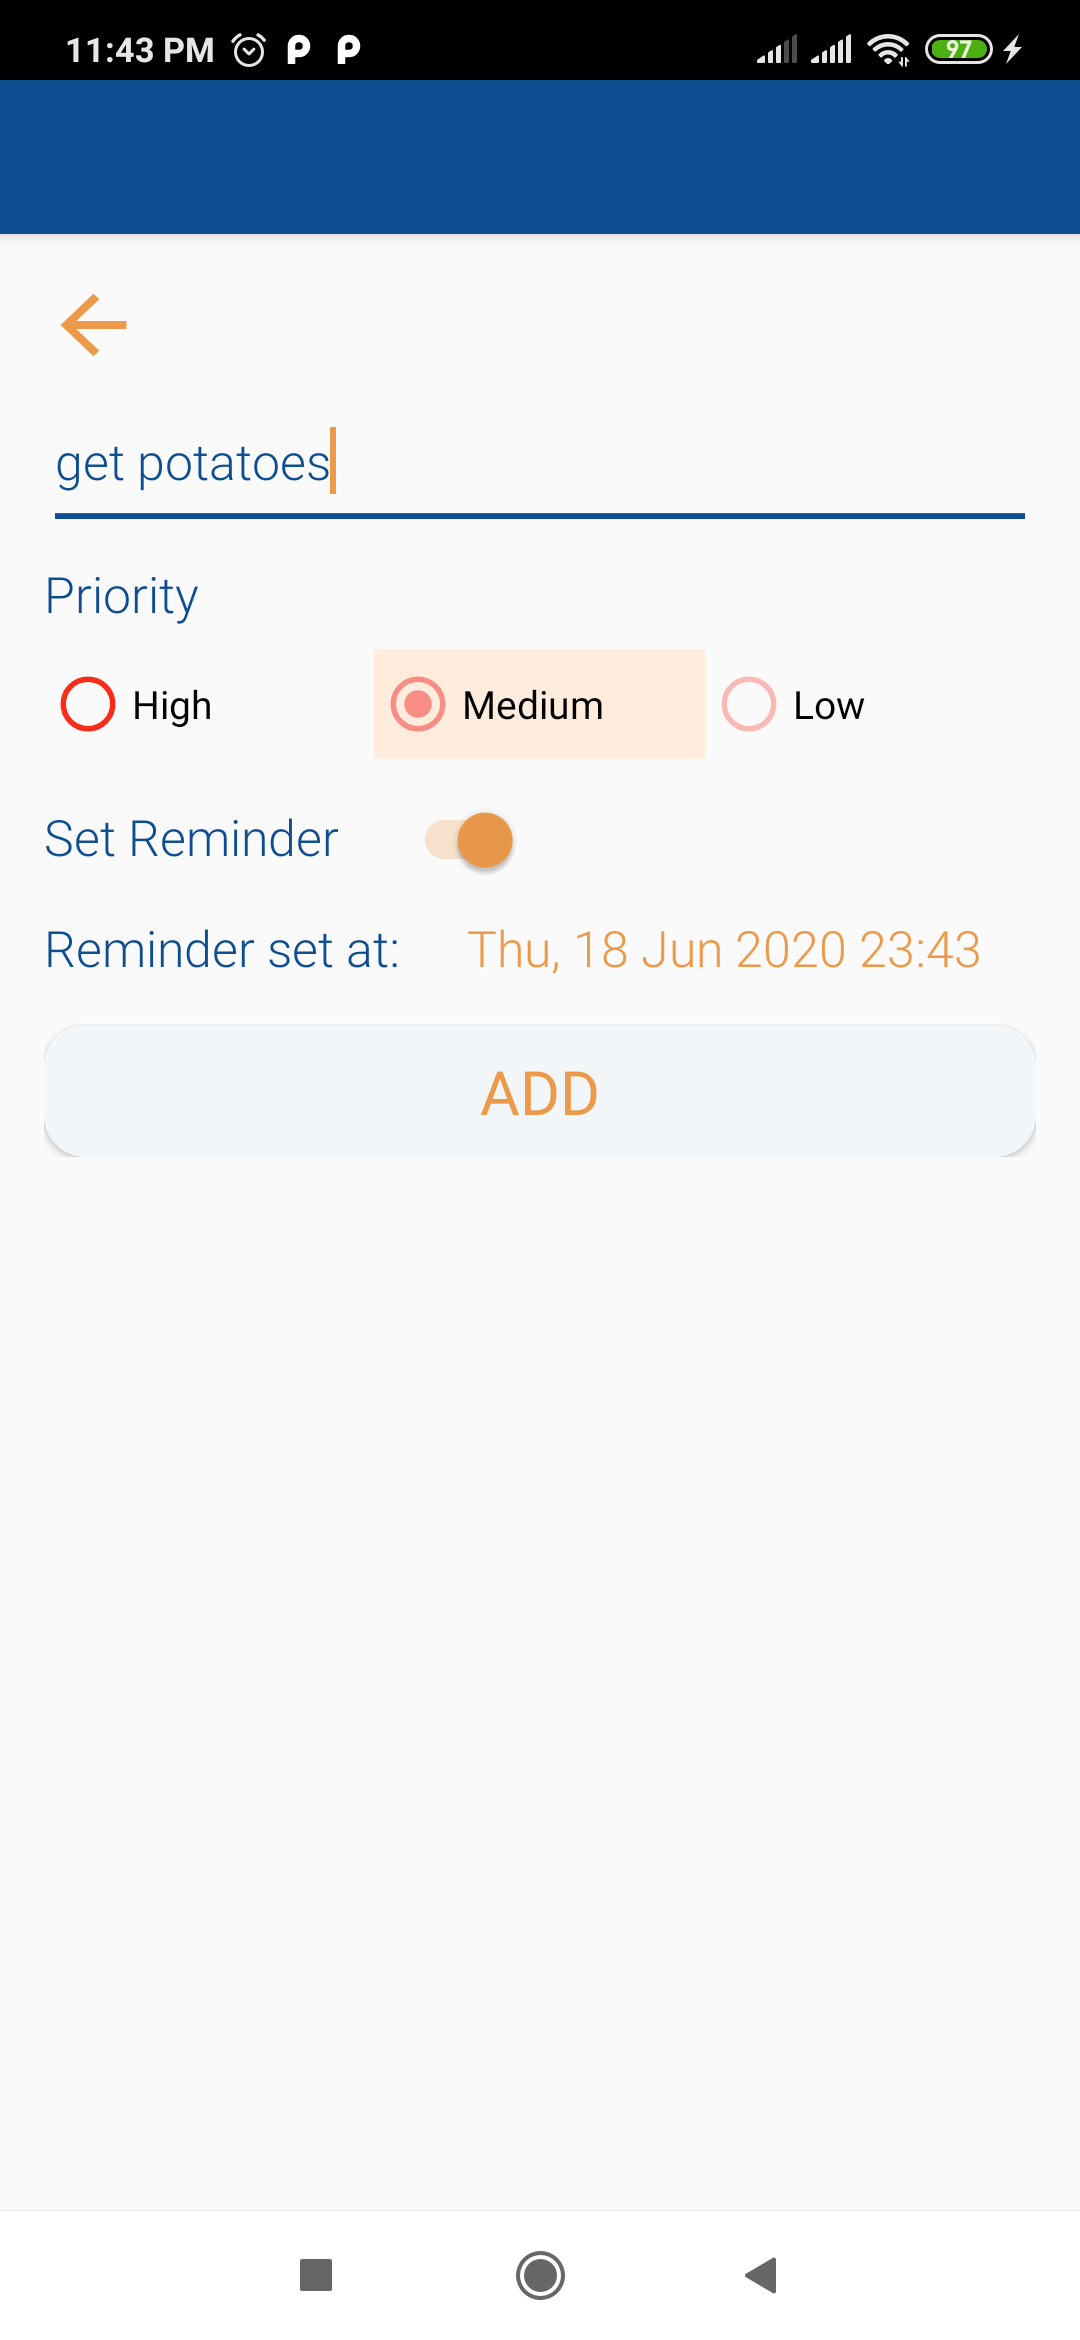 11:43 PM
97
get potatoes
Priority
High Medium Low
Set Reminder
Reminder set at: Thu, 18 Jun 2020 23:43
ADD